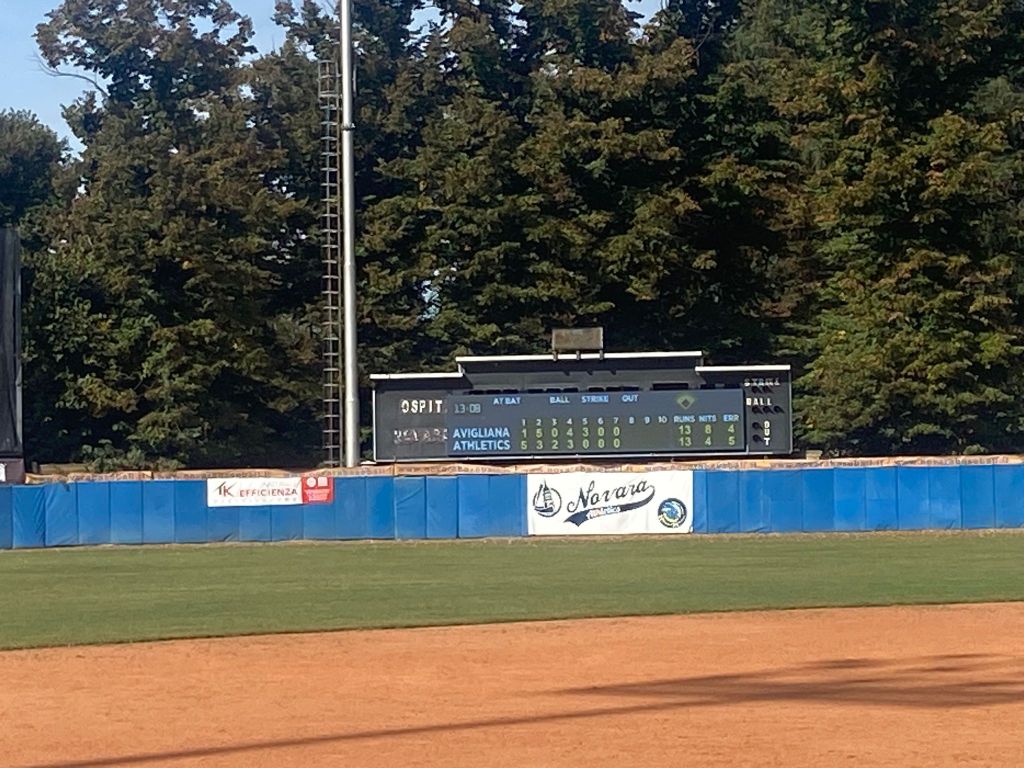 STRIKE
OSPIT
13:08
AT BAT BALL STRIKE OUT
BALL
1 2 3 4 5 6 7 8 9 10 RUNS HITS ERR
AVIGLIANA 1 5 0 4 3 0 0 13 8 4
ATHLETICS 5 3 2 3 0 0 0 13 4 5
OUT
TK EFFICIENZA
Novara
Athletics